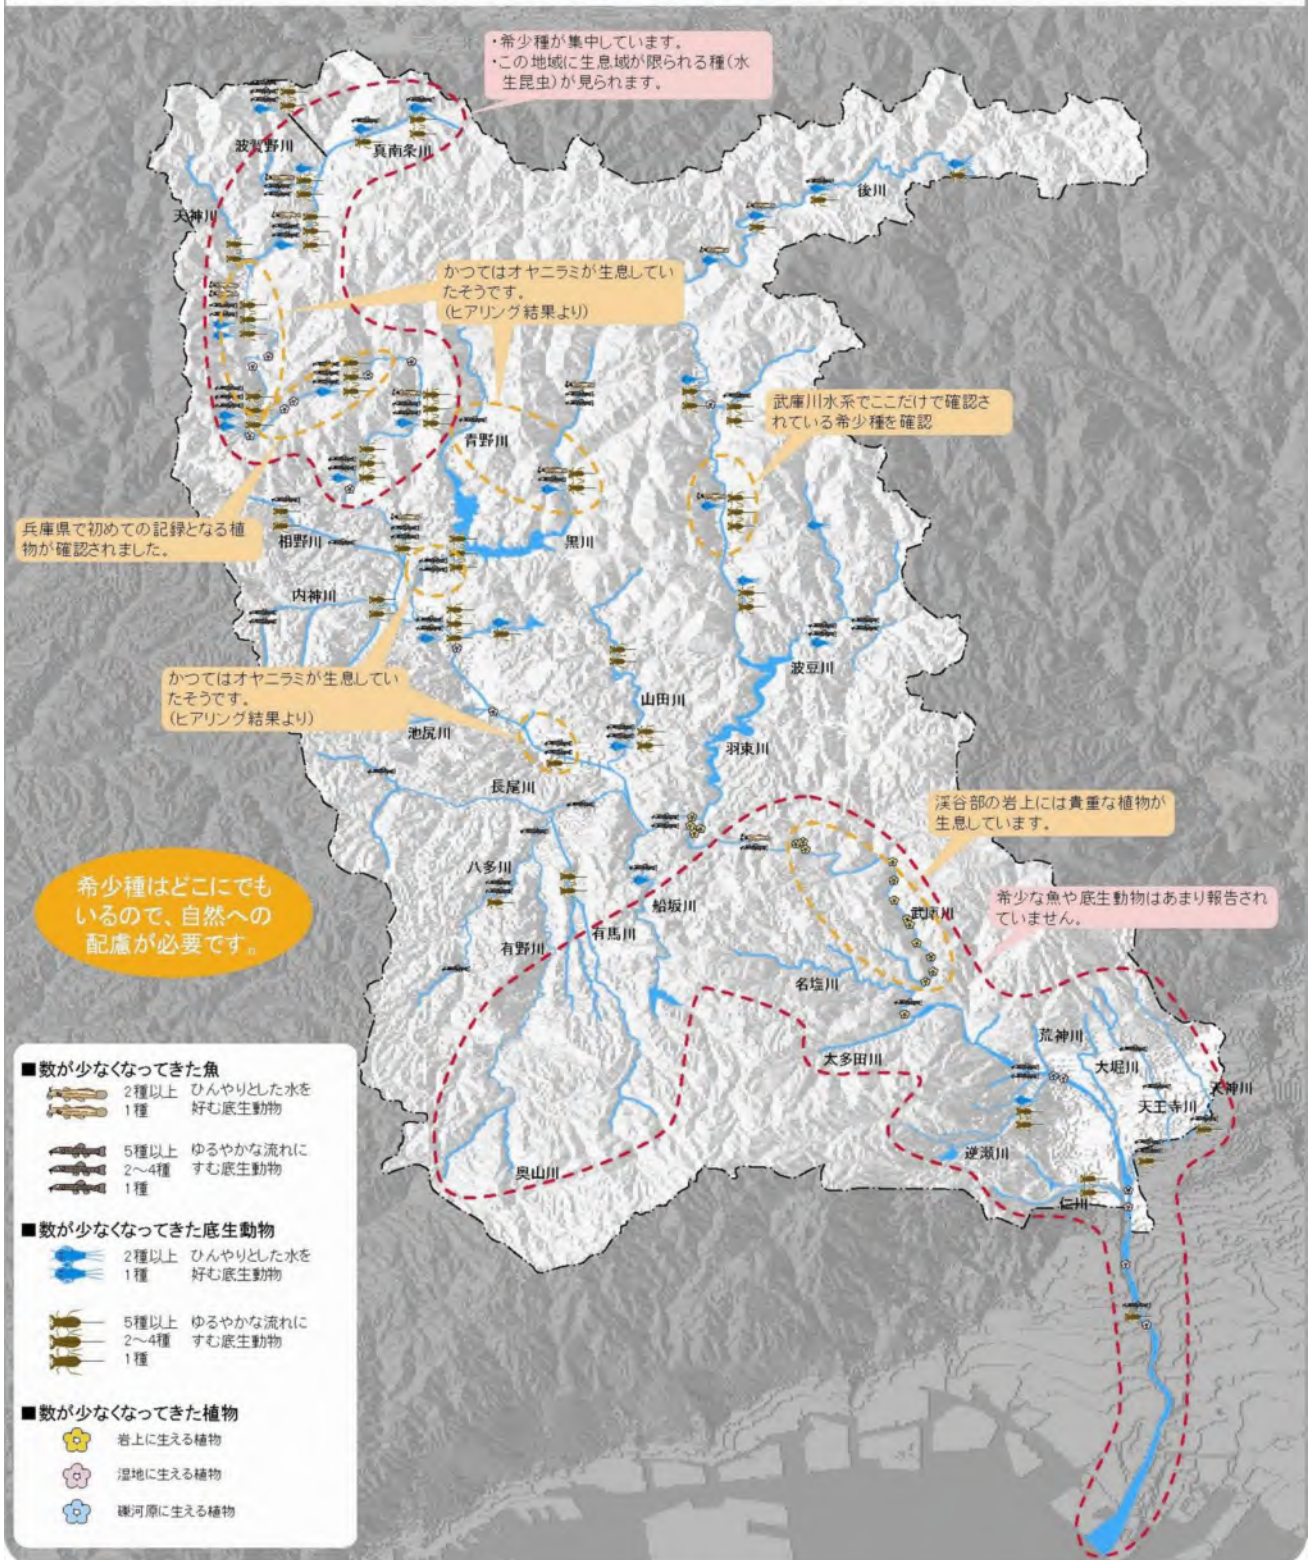 ・希少種が集中しています。
・この地域に生息域が限られる種(水
生昆虫)が見られます。
波賀野川
真南条川
後川
天神川
かつてはオヤニラミが生息してい
たそうです。
(ヒアリング結果より)
武庫川水系でここだけで確認さ
れている希少種を確認
青野川
兵庫県で初めての記録となる植
物が確認されました。
相野川
黒川
内神川
かつてはオヤニラミが生息してい
たそうです。
(ヒアリング結果より)
波豆川
山田川
池尻川
羽束川
長尾川
渓谷部の岩上には貴重な植物が
生息しています。
八多川
希少種はどこにでも
いるので、自然への
配慮が必要です。
船坂川
武庫川
希少な魚や底生動物はあまり報告され
ていません。
有野川
有馬川
名塩川
太多田川
荒神川
大堀川
天王寺川
天神川
逆瀬川
仁川
奥山川
■数が少なくなってきた魚
2種以上 ひんやりとした水を
1種 好む底生動物
5種以上 ゆるやかな流れに
2～4種 すむ底生動物
1種
■数が少なくなってきた底生動物
2種以上 ひんやりとした水を
1種 好む底生動物
5種以上 ゆるやかな流れに
2～4種 すむ底生動物
1種
■数が少なくなってきた植物
岩上に生える植物
湿地に生える植物
礫河原に生える植物